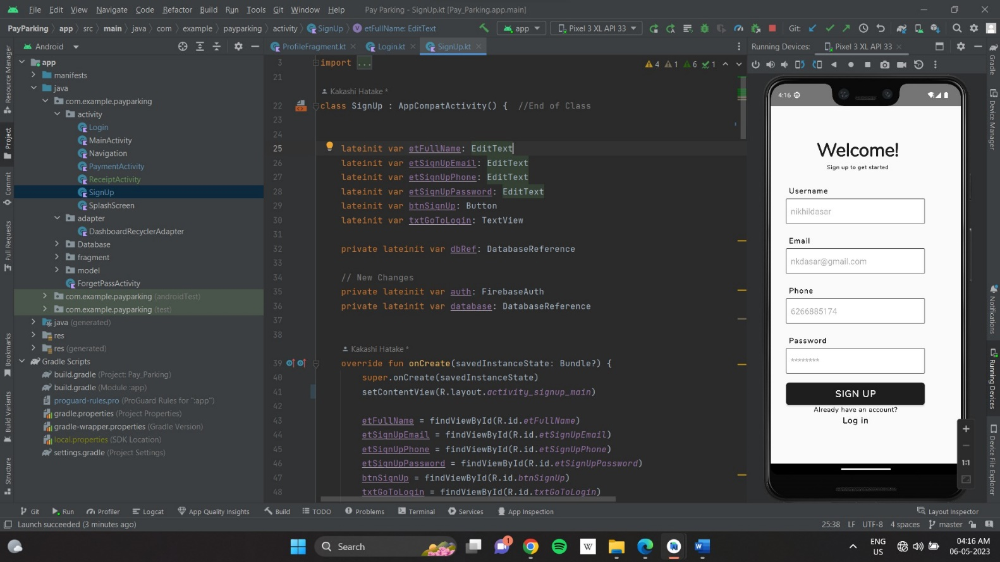 File Edit View Navigate Code Refactor Build Run Tools Git Window Help Pay Parking - SignUp.kt [Pay_Parking.app.main]
PayParking app src main java com example payparking activity SignUp etFullName: EditText app Pixel 3 XL API 33 Git:
Android
ProfileFragment.kt Login.kt SignUp.kt
Running Devices: Pixel 3 XL API 33
Resource Manager
Project
Commit
Pull Requests
Bookmarks
Build Variants
Structure
app
manifests
java
com.example.payparking
activity
Login
MainActivity
Navigation
PaymentActivity
ReceiptActivity
SignUp
SplashScreen
adapter
DashboardRecyclerAdapter
Database
fragment
model
ForgetPassActivity
com.example.payparking (androidTest)
com.example.payparking (test)
java (generated)
res
res (generated)
Gradle Scripts
build.gradle (Project: Pay_Parking)
build.gradle (Module :app)
proguard-rules.pro (ProGuard Rules for ":app")
gradle.properties (Project Properties)
gradle-wrapper.properties (Gradle Version)
local.properties (SDK Location)
settings.gradle (Project Settings)
4 1 6 1
3 import ...
21
Kakashi Hatake *
22 class SignUp : AppCompatActivity() { //End of Class
23
24
25 lateinit var etFullName: EditText
26 lateinit var etSignUpEmail: EditText
27 lateinit var etSignUpPhone: EditText
28 lateinit var etSignUpPassword: EditText
29 lateinit var btnSignUp: Button
30 lateinit var txtGoToLogin: TextView
31
32 private lateinit var dbRef: DatabaseReference
33
34 // New Changes
35 private lateinit var auth: FirebaseAuth
36 private lateinit var database: DatabaseReference
37
38
Kakashi Hatake *
39 override fun onCreate(savedInstanceState: Bundle?) {
40 super.onCreate(savedInstanceState)
41 setContentView(R.layout.activity_signup_main)
42
43 etFullName = findViewById(R.id.etFullName)
44 etSignUpEmail = findViewById(R.id.etSignUpEmail)
45 etSignUpPhone = findViewById(R.id.etSignUpPhone)
46 etSignUpPassword = findViewById(R.id.etSignUpPassword)
47 btnSignUp = findViewById(R.id.btnSignUp)
48 txtGoToLogin = findViewById(R.id.txtGoToLogin)
4:16
Welcome!
Sign up to get started
Username
nikhildasar
Email
nkdasar@gmail.com
Phone
6266885174
Password
********
SIGN UP
Already have an account?
Log in
1:1
Gradle
Device Manager
Notifications
Running Devices
Device File Explorer
Git Run Profiler Logcat App Quality Insights Build TODO Problems Terminal Services App Inspection Layout Inspector
Launch succeeded (3 minutes ago) 25:38 LF UTF-8 4 spaces master
Search
1
W
ENG
US
04:16 AM
06-05-2023